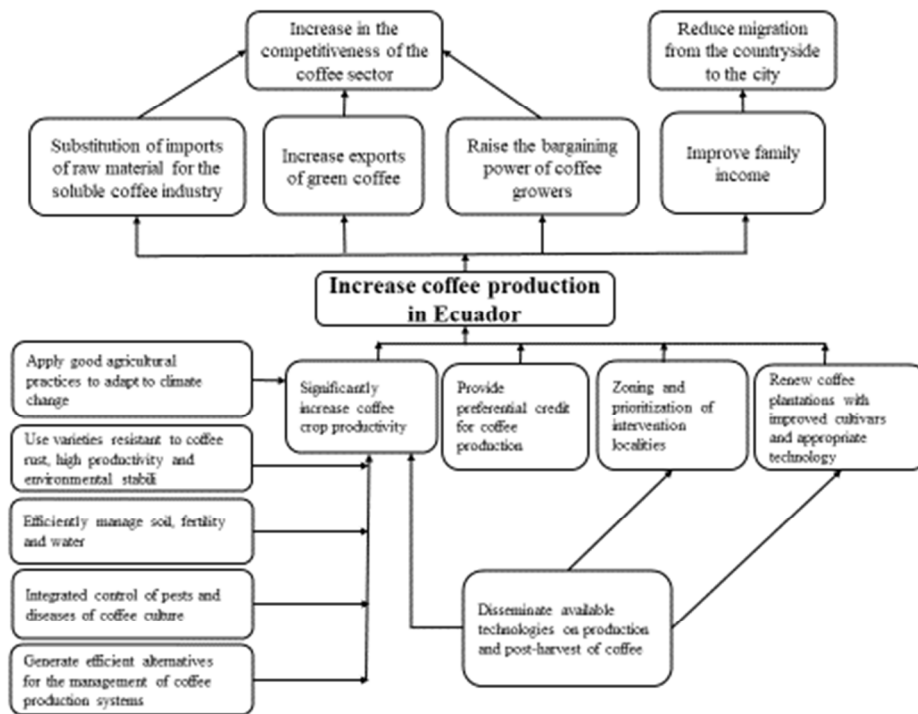 Increase in the
competitiveness of the
coffee sector
Reduce migration
from the countryside
to the city
Substitution of imports
of raw material for the
soluble coffee industry
Increase exports
of green coffee
Raise the bargaining
power of coffee
growers
Improve family
income
Increase coffee production
in Ecuador
Apply good agricultural
practices to adapt to climate
change
Significantly
increase coffee
crop productivity
Provide
preferential credit
for coffee
production
Zoning and
prioritization of
intervention
localities
Renew coffee
plantations with
improved cultivars
and appropriate
technology
Use varieties resistant to coffee
rust, high productivity and
environmental stabili
Efficiently manage soil, fertility
and water
Integrated control of pests and
diseases of coffee culture
Generate efficient alternatives
for the management of coffee
production systems
Disseminate available
technologies on production
and post-harvest of coffee